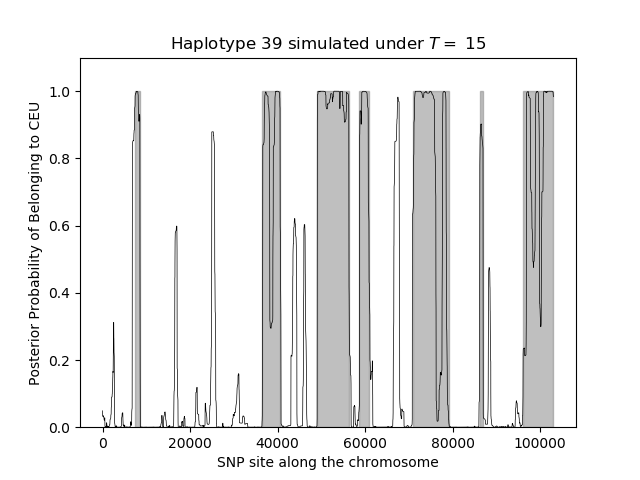 Haplotype 39 simulated under T = 15
Posterior Probability of Belonging to CEU
1.0
0.8
0.6
0.4
0.2
0.0
0 20000 40000 60000 80000 100000
SNP site along the chromosome